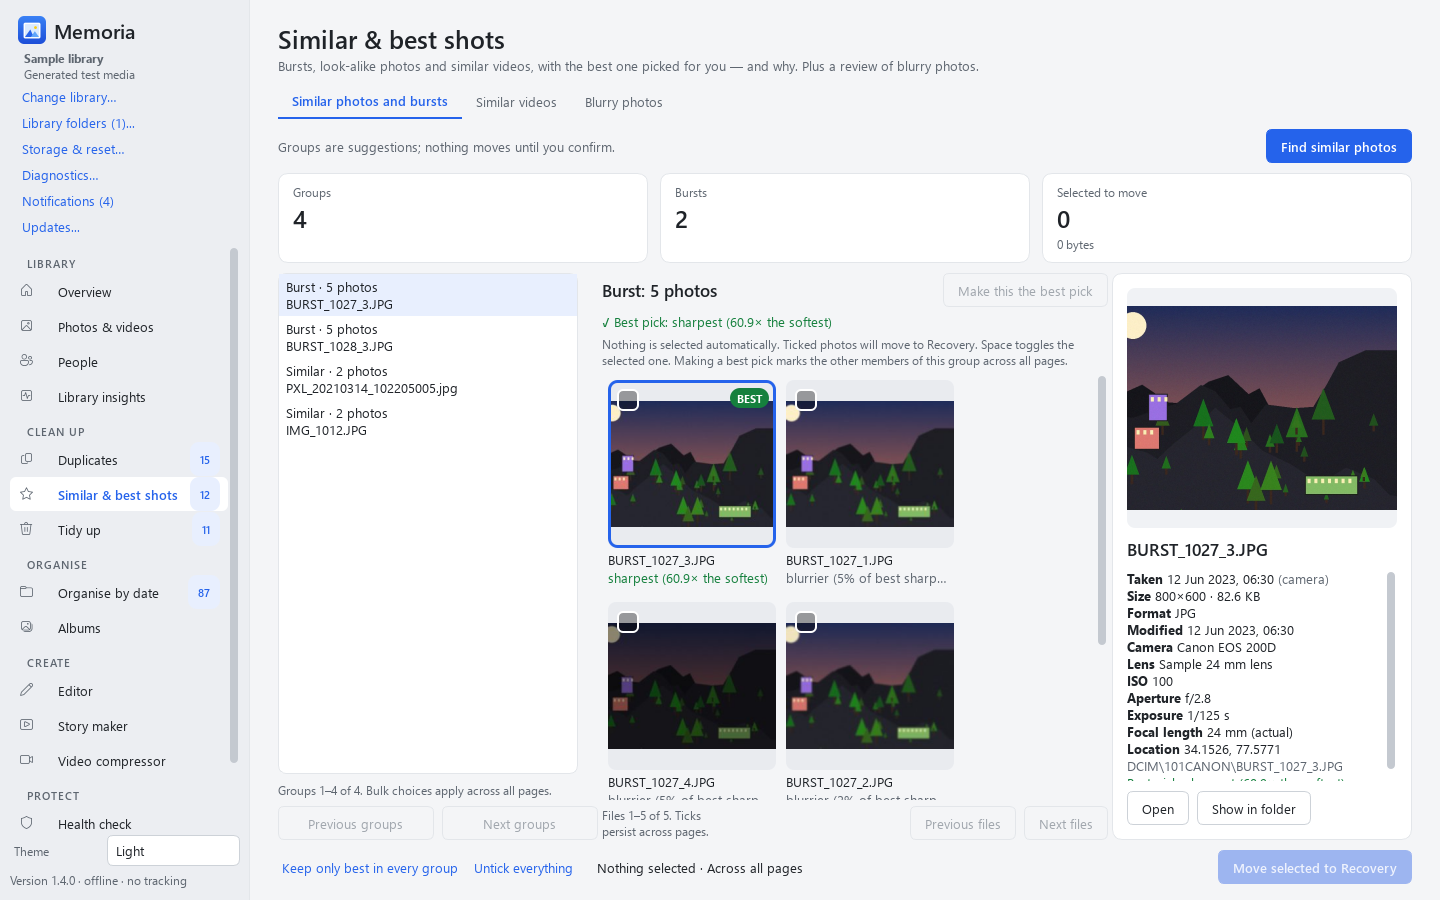 Memoria
Sample library
Generated test media
Change library...
Library folders (1)...
Storage & reset...
Diagnostics...
Notifications (4)
Updates...
LIBRARY
Overview
Photos & videos
People
Library insights
CLEAN UP
Duplicates 15
Similar & best shots 12
Tidy up 11
ORGANISE
Organise by date 87
Albums
CREATE
Editor
Story maker
Video compressor
PROTECT
Health check
Theme Light
Version 1.4.0 · offline · no tracking
Similar & best shots
Bursts, look-alike photos and similar videos, with the best one picked for you — and why. Plus a review of blurry photos.
Similar photos and bursts Similar videos Blurry photos
Groups are suggestions; nothing moves until you confirm.
Find similar photos
Groups
4
Bursts
2
Selected to move
0
0 bytes
Burst · 5 photos
BURST_1027_3.JPG
Burst · 5 photos
BURST_1028_3.JPG
Similar · 2 photos
PXL_20210314_102205005.jpg
Similar · 2 photos
IMG_1012.JPG
Groups 1–4 of 4. Bulk choices apply across all pages.
Previous groups Next groups
Burst: 5 photos
Make this the best pick
✓ Best pick: sharpest (60.9× the softest)
Nothing is selected automatically. Ticked photos will move to Recovery. Space toggles the
selected one. Making a best pick marks the other members of this group across all pages.
BEST
BURST_1027_3.JPG
sharpest (60.9× the softest)
BURST_1027_1.JPG
blurrier (5% of best sharp...
BURST_1027_4.JPG
blurrier (5% of best sharp...
BURST_1027_2.JPG
blurrier (2% of best sharp...
Files 1–5 of 5. Ticks
persist across pages.
Previous files Next files
BURST_1027_3.JPG
Taken 12 Jun 2023, 06:30 (camera)
Size 800×600 · 82.6 KB
Format JPG
Modified 12 Jun 2023, 06:30
Camera Canon EOS 200D
Lens Sample 24 mm lens
ISO 100
Aperture f/2.8
Exposure 1/125 s
Focal length 24 mm (actual)
Location 34.1526, 77.5771
DCIM\101CANON\BURST_1027_3.JPG
Open Show in folder
Keep only best in every group Untick everything Nothing selected · Across all pages
Move selected to Recovery